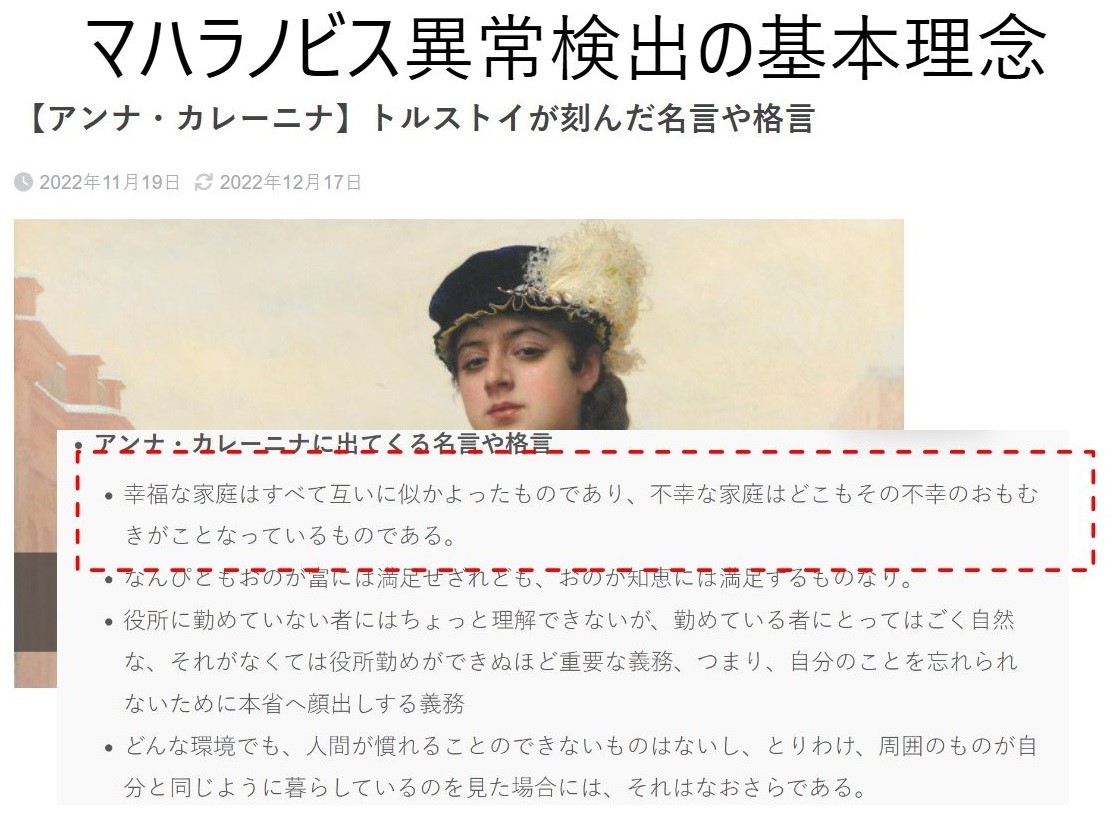 マハラノビス異常検出の基本理念
【アンナ・カレーニナ】トルストイが刻んだ名言や格言
2022年11月19日 2022年12月17日
• アンナ・カレーニナに出てくる名言や格言
• 幸福な家庭はすべて互いに似かよったものであり、不幸な家庭はどこもその不幸のおもむ
きがことなっているものである。
• なんぴともおのが富には満足せざれども、おのが知恵には満足するものなり。
• 役所に勤めていない者にはちょっと理解できないが、勤めている者にとってはごく自然
な、それがなくては役所勤めができぬほど重要な義務、つまり、自分のことを忘れられ
ないために本省へ顔出しする義務
• どんな環境でも、人間が慣れることのできないものはないし、とりわけ、周囲のものが自
分と同じように暮らしているのを見た場合には、それはなおさらである。